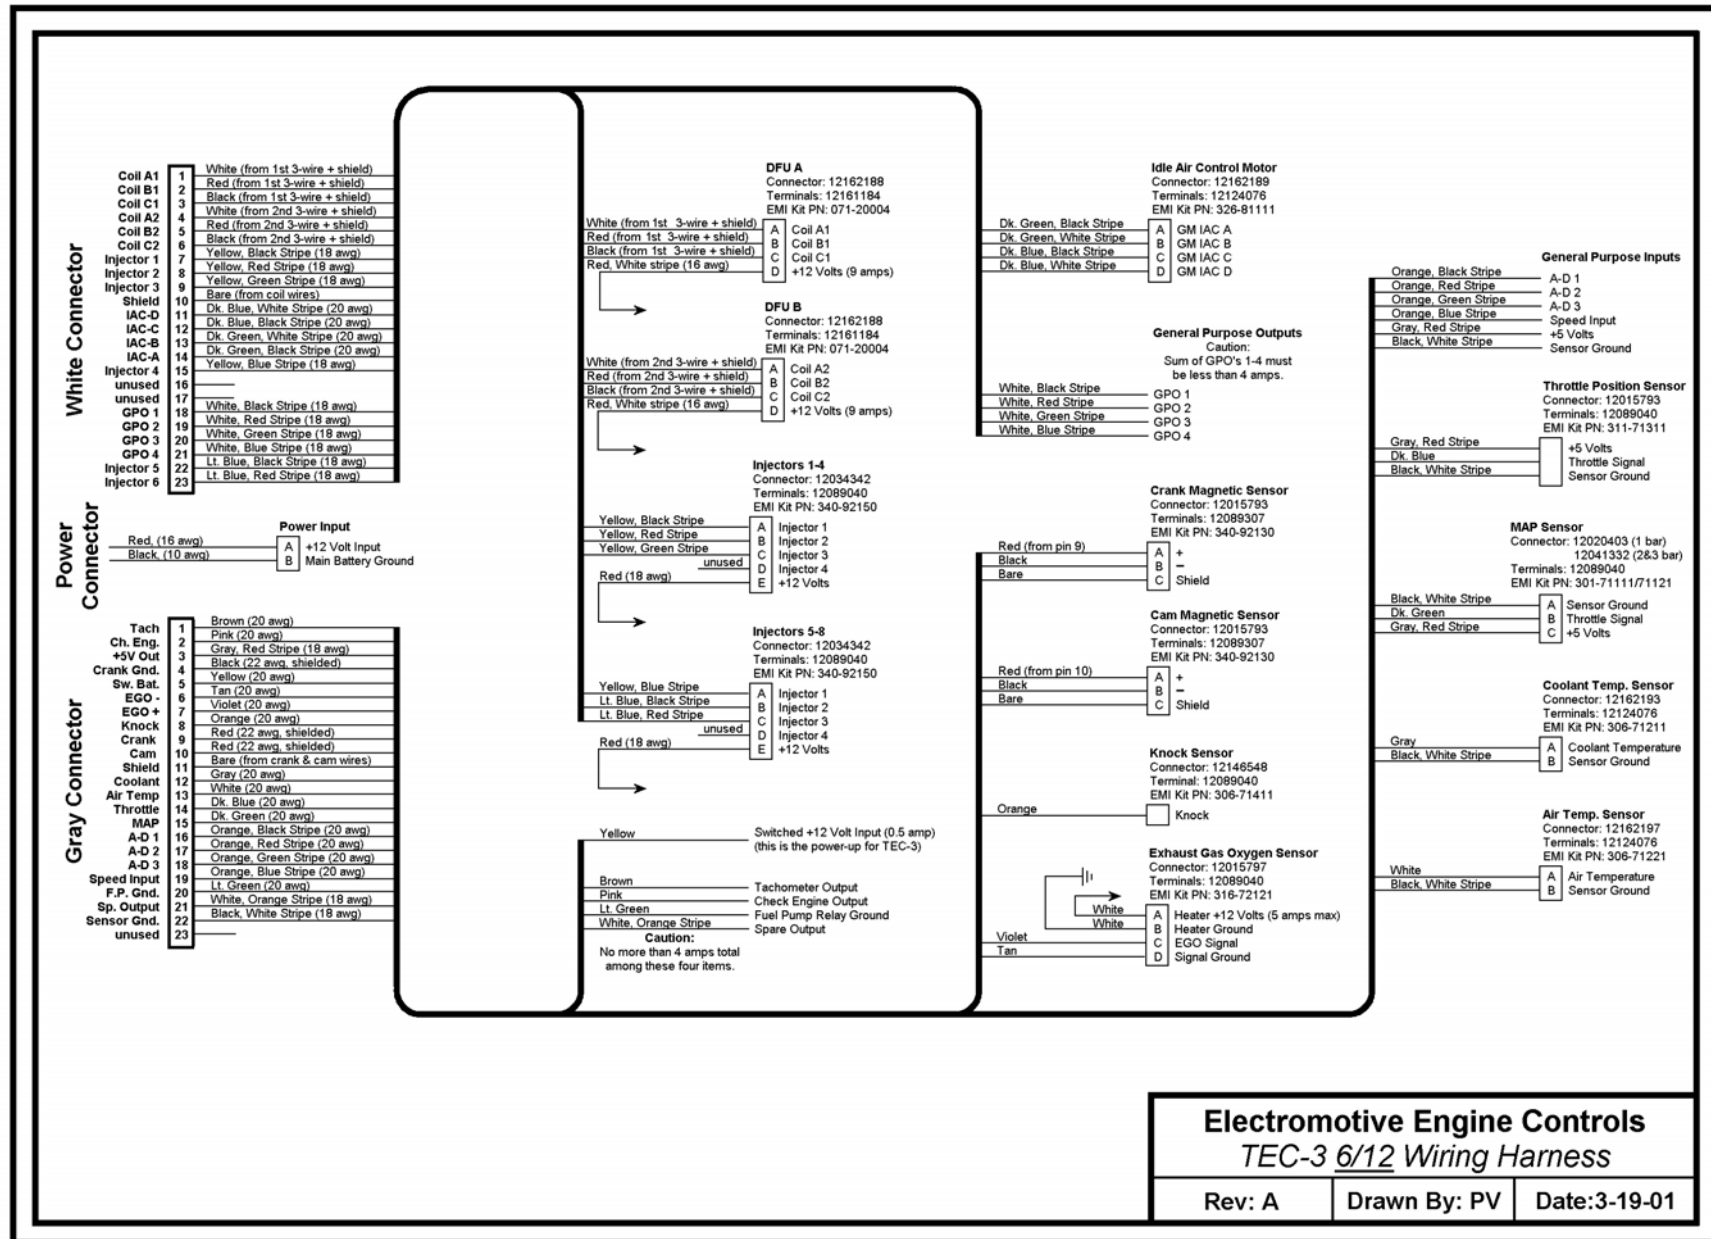 White Connector
Coil A1 1 White (from 1st 3-wire + shield)
Coil B1 2 Red (from 1st 3-wire + shield)
Coil C1 3 Black (from 1st 3-wire + shield)
Coil A2 4 White (from 2nd 3-wire + shield)
Coil B2 5 Red (from 2nd 3-wire + shield)
Coil C2 6 Black (from 2nd 3-wire + shield)
Injector 1 7 Yellow, Black Stripe (18 awg)
Injector 2 8 Yellow, Red Stripe (18 awg)
Injector 3 9 Yellow, Green Stripe (18 awg)
Shield 10 Bare (from coil wires)
IAC-D 11 Dk. Blue, White Stripe (20 awg)
IAC-C 12 Dk. Blue, Black Stripe (20 awg)
IAC-B 13 Dk. Green, White Stripe (20 awg)
IAC-A 14 Dk. Green, Black Stripe (20 awg)
Injector 4 15 Yellow, Blue Stripe (18 awg)
unused 16
unused 17
GPO 1 18 White, Black Stripe (18 awg)
GPO 2 19 White, Red Stripe (18 awg)
GPO 3 20 White, Green Stripe (18 awg)
GPO 4 21 White, Blue Stripe (18 awg)
Injector 5 22 Lt. Blue, Black Stripe (18 awg)
Injector 6 23 Lt. Blue, Red Stripe (18 awg)
Power
Connector
Power Input
Red, (16 awg) A +12 Volt Input
Black, (10 awg) B Main Battery Ground
Gray Connector
Tach 1 Brown (20 awg)
Ch. Eng. 2 Pink (20 awg)
+5V Out 3 Gray, Red Stripe (18 awg)
Crank Gnd. 4 Black (22 awg, shielded)
Sw. Bat. 5 Yellow (20 awg)
EGO - 6 Tan (20 awg)
EGO + 7 Violet (20 awg)
Knock 8 Orange (20 awg)
Crank 9 Red (22 awg, shielded)
Cam 10 Red (22 awg, shielded)
Shield 11 Bare (from crank & cam wires)
Coolant 12 Gray (20 awg)
Air Temp 13 White (20 awg)
Throttle 14 Dk. Blue (20 awg)
MAP 15 Dk. Green (20 awg)
A-D 1 16 Orange, Black Stripe (20 awg)
A-D 2 17 Orange, Red Stripe (20 awg)
A-D 3 18 Orange, Green Stripe (20 awg)
Speed Input 19 Orange, Blue Stripe (20 awg)
F.P. Gnd. 20 Lt. Green (20 awg)
Sp. Output 21 White, Orange Stripe (18 awg)
Sensor Gnd. 22 Black, White Stripe (18 awg)
unused 23
DFU A
Connector: 12162188
Terminals: 12161184
EMI Kit PN: 071-20004
White (from 1st 3-wire + shield) A Coil A1
Red (from 1st 3-wire + shield) B Coil B1
Black (from 1st 3-wire + shield) C Coil C1
Red, White stripe (16 awg) D +12 Volts (9 amps)
DFU B
Connector: 12162188
Terminals: 12161184
EMI Kit PN: 071-20004
White (from 2nd 3-wire + shield) A Coil A2
Red (from 2nd 3-wire + shield) B Coil B2
Black (from 2nd 3-wire + shield) C Coil C2
Red, White stripe (16 awg) D +12 Volts (9 amps)
Injectors 1-4
Connector: 12034342
Terminals: 12089040
EMI Kit PN: 340-92150
Yellow, Black Stripe A Injector 1
Yellow, Red Stripe B Injector 2
Yellow, Green Stripe C Injector 3
unused D Injector 4
Red (18 awg) E +12 Volts
Injectors 5-8
Connector: 12034342
Terminals: 12089040
EMI Kit PN: 340-92150
Yellow, Blue Stripe A Injector 1
Lt. Blue, Black Stripe B Injector 2
Lt. Blue, Red Stripe C Injector 3
unused D Injector 4
Red (18 awg) E +12 Volts
Yellow Switched +12 Volt Input (0.5 amp)
(this is the power-up for TEC-3)
Brown Tachometer Output
Pink Check Engine Output
Lt. Green Fuel Pump Relay Ground
White, Orange Stripe Spare Output
Caution:
No more than 4 amps total
among these four items.
Idle Air Control Motor
Connector: 12162189
Terminals: 12124076
EMI Kit PN: 326-81111
Dk. Green, Black Stripe A GM IAC A
Dk. Green, White Stripe B GM IAC B
Dk. Blue, Black Stripe C GM IAC C
Dk. Blue, White Stripe D GM IAC D
General Purpose Outputs
Caution:
Sum of GPO's 1-4 must
be less than 4 amps.
White, Black Stripe GPO 1
White, Red Stripe GPO 2
White, Green Stripe GPO 3
White, Blue Stripe GPO 4
Crank Magnetic Sensor
Connector: 12015793
Terminals: 12089307
EMI Kit PN: 340-92130
Red (from pin 9) A +
Black B −
Bare C Shield
Cam Magnetic Sensor
Connector: 12015793
Terminals: 12089307
EMI Kit PN: 340-92130
Red (from pin 10) A +
Black B −
Bare C Shield
Knock Sensor
Connector: 12146548
Terminal: 12089040
EMI Kit PN: 306-71411
Orange Knock
Exhaust Gas Oxygen Sensor
Connector: 12015797
Terminals: 12089040
EMI Kit PN: 316-72121
White A Heater +12 Volts (5 amps max)
White B Heater Ground
Violet C EGO Signal
Tan D Signal Ground
General Purpose Inputs
Orange, Black Stripe A-D 1
Orange, Red Stripe A-D 2
Orange, Green Stripe A-D 3
Orange, Blue Stripe Speed Input
Gray, Red Stripe +5 Volts
Black, White Stripe Sensor Ground
Throttle Position Sensor
Connector: 12015793
Terminals: 12089040
EMI Kit PN: 311-71311
Gray, Red Stripe +5 Volts
Dk. Blue Throttle Signal
Black, White Stripe Sensor Ground
MAP Sensor
Connector: 12020403 (1 bar)
12041332 (2&3 bar)
Terminals: 12089040
EMI Kit PN: 301-71111/71121
Black, White Stripe A Sensor Ground
Dk. Green B Throttle Signal
Gray, Red Stripe C +5 Volts
Coolant Temp. Sensor
Connector: 12162193
Terminals: 12124076
EMI Kit PN: 306-71211
Gray A Coolant Temperature
Black, White Stripe B Sensor Ground
Air Temp. Sensor
Connector: 12162197
Terminals: 12124076
EMI Kit PN: 306-71221
White A Air Temperature
Black, White Stripe B Sensor Ground
Electromotive Engine Controls
TEC-3 6/12 Wiring Harness
Rev: A Drawn By: PV Date:3-19-01